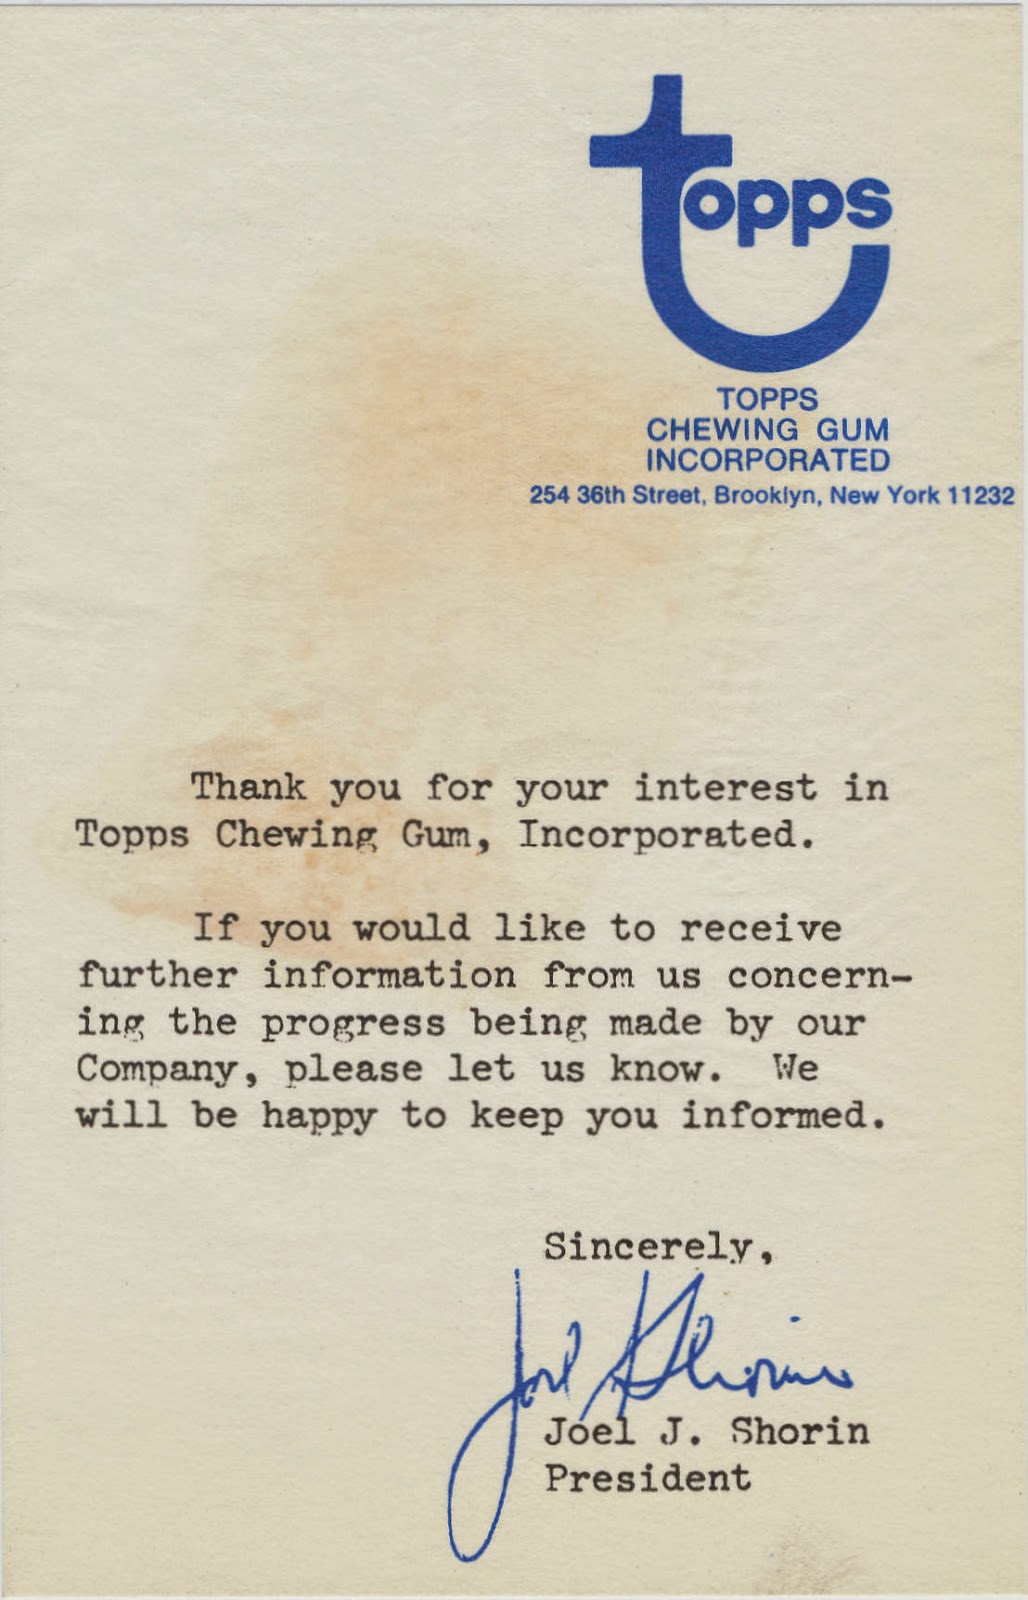 topps
TOPPS
CHEWING GUM
INCORPORATED
254 36th Street, Brooklyn, New York 11232
Thank you for your interest in
Topps Chewing Gum, Incorporated.
If you would like to receive
further information from us concern-
ing the progress being made by our
Company, please let us know. We
will be happy to keep you informed.
Sincerely,
Joel J. Shorin
Joel J. Shorin
President